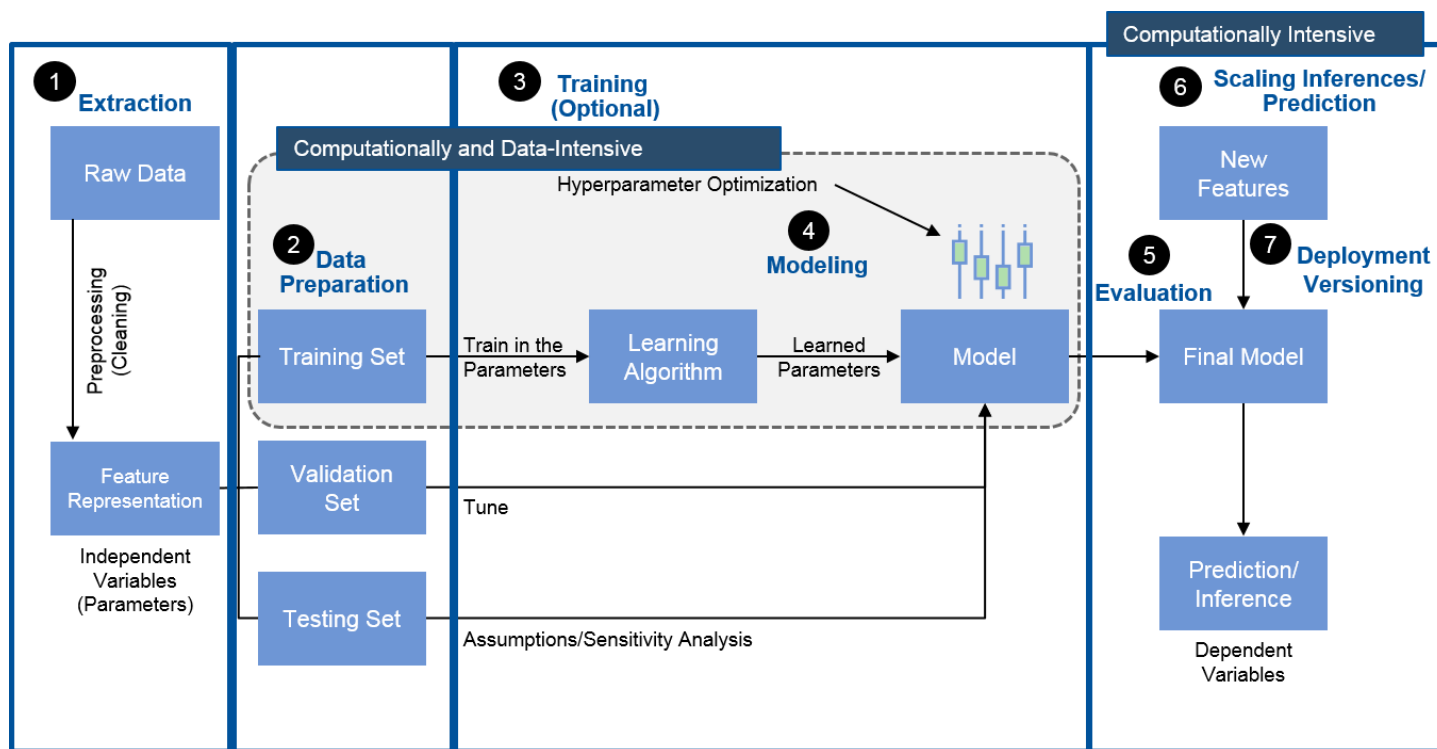 Computationally Intensive
1
Extraction
Raw Data
Preprocessing
(Cleaning)
Feature
Representation
Independent
Variables
(Parameters)
2
Data
Preparation
Training Set
Validation
Set
Testing Set
3
Training
(Optional)
Computationally and Data-Intensive
Hyperparameter Optimization
4
Modeling
Train in the
Parameters
Learning
Algorithm
Learned
Parameters
Model
Tune
Assumptions/Sensitivity Analysis
5
Evaluation
6
Scaling Inferences/
Prediction
New
Features
7
Deployment
Versioning
Final Model
Prediction/
Inference
Dependent
Variables